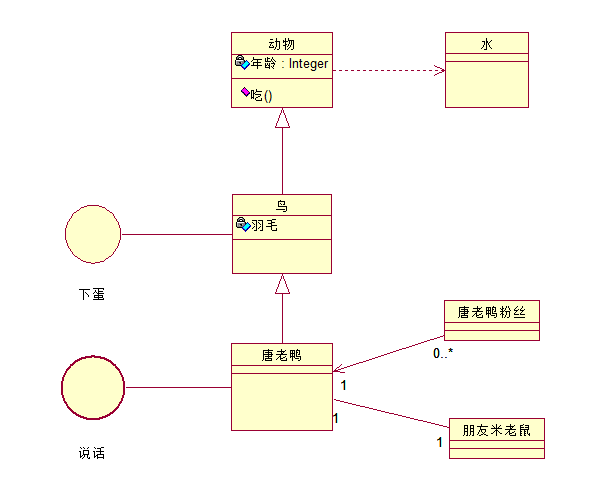 动物
年龄 : Integer
吃()
水
鸟
羽毛
下蛋
唐老鸭
唐老鸭粉丝
0..*
1
说话
1
朋友米老鼠
1